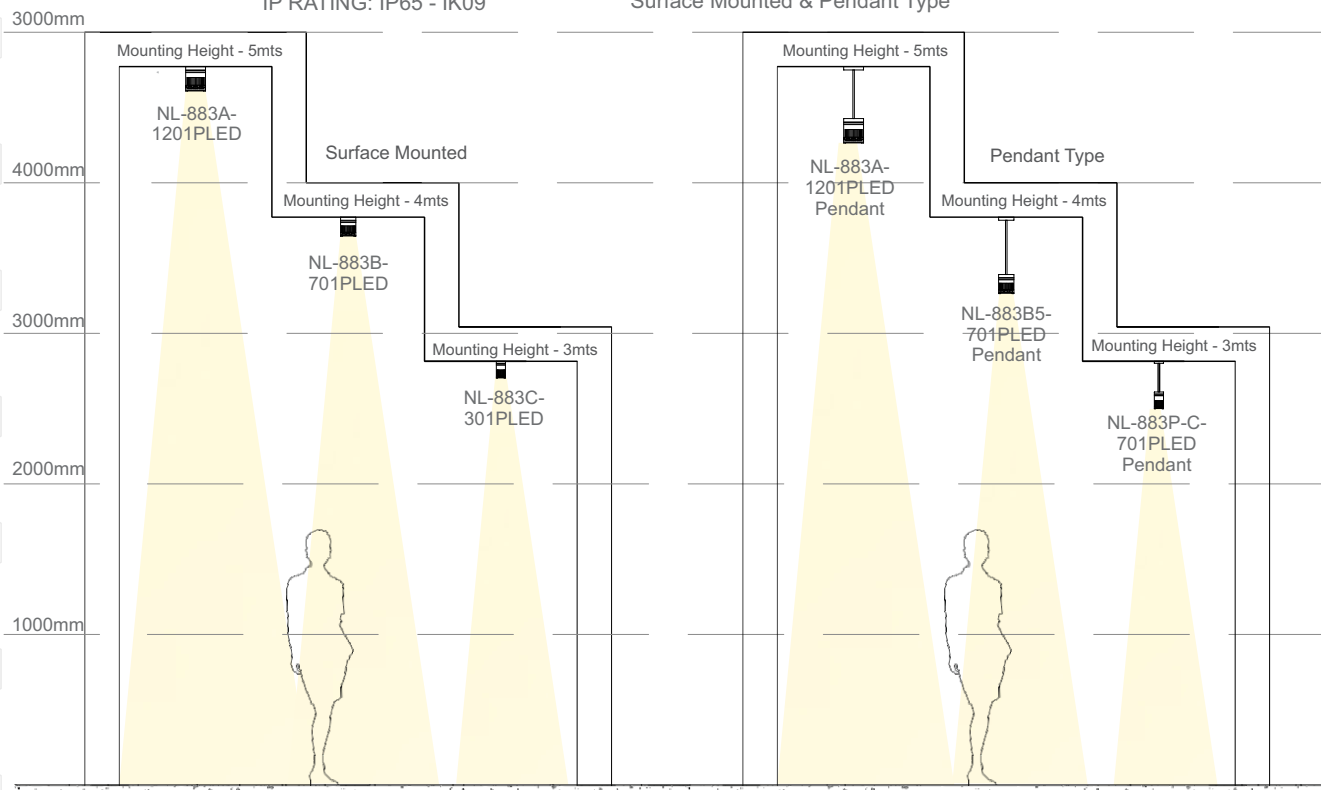 IP RATING: IP65 - IK09
Surface Mounted & Pendant Type
3000mm
Mounting Height - 5mts
NL-883A-
1201PLED
Surface Mounted
4000mm
Mounting Height - 4mts
NL-883B-
701PLED
3000mm
Mounting Height - 3mts
NL-883C-
301PLED
2000mm
1000mm
Mounting Height - 5mts
NL-883A-
1201PLED
Pendant
Pendant Type
Mounting Height - 4mts
NL-883B5-
701PLED
Pendant
Mounting Height - 3mts
NL-883P-C-
701PLED
Pendant